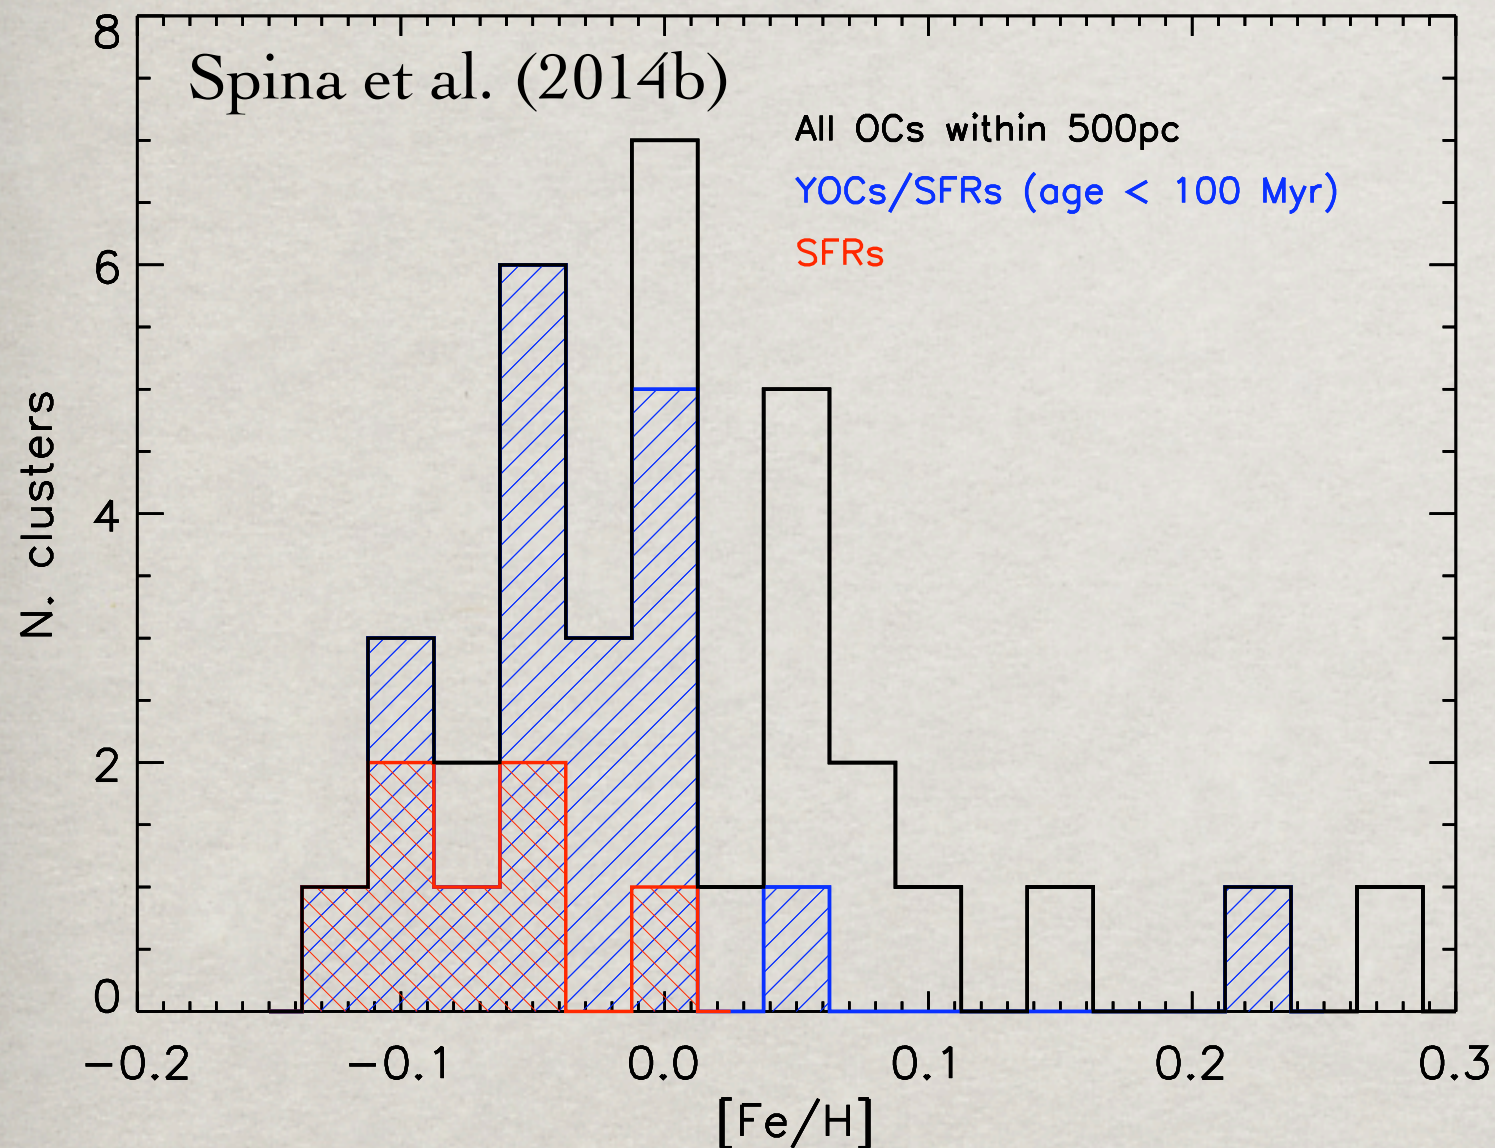 Spina et al. (2014b)
All OCs within 500pc
YOCs/SFRs (age < 100 Myr)
SFRs
8
6
4
2
0
N. clusters
−0.2 −0.1 0.0 0.1 0.2 0.3
[Fe/H]